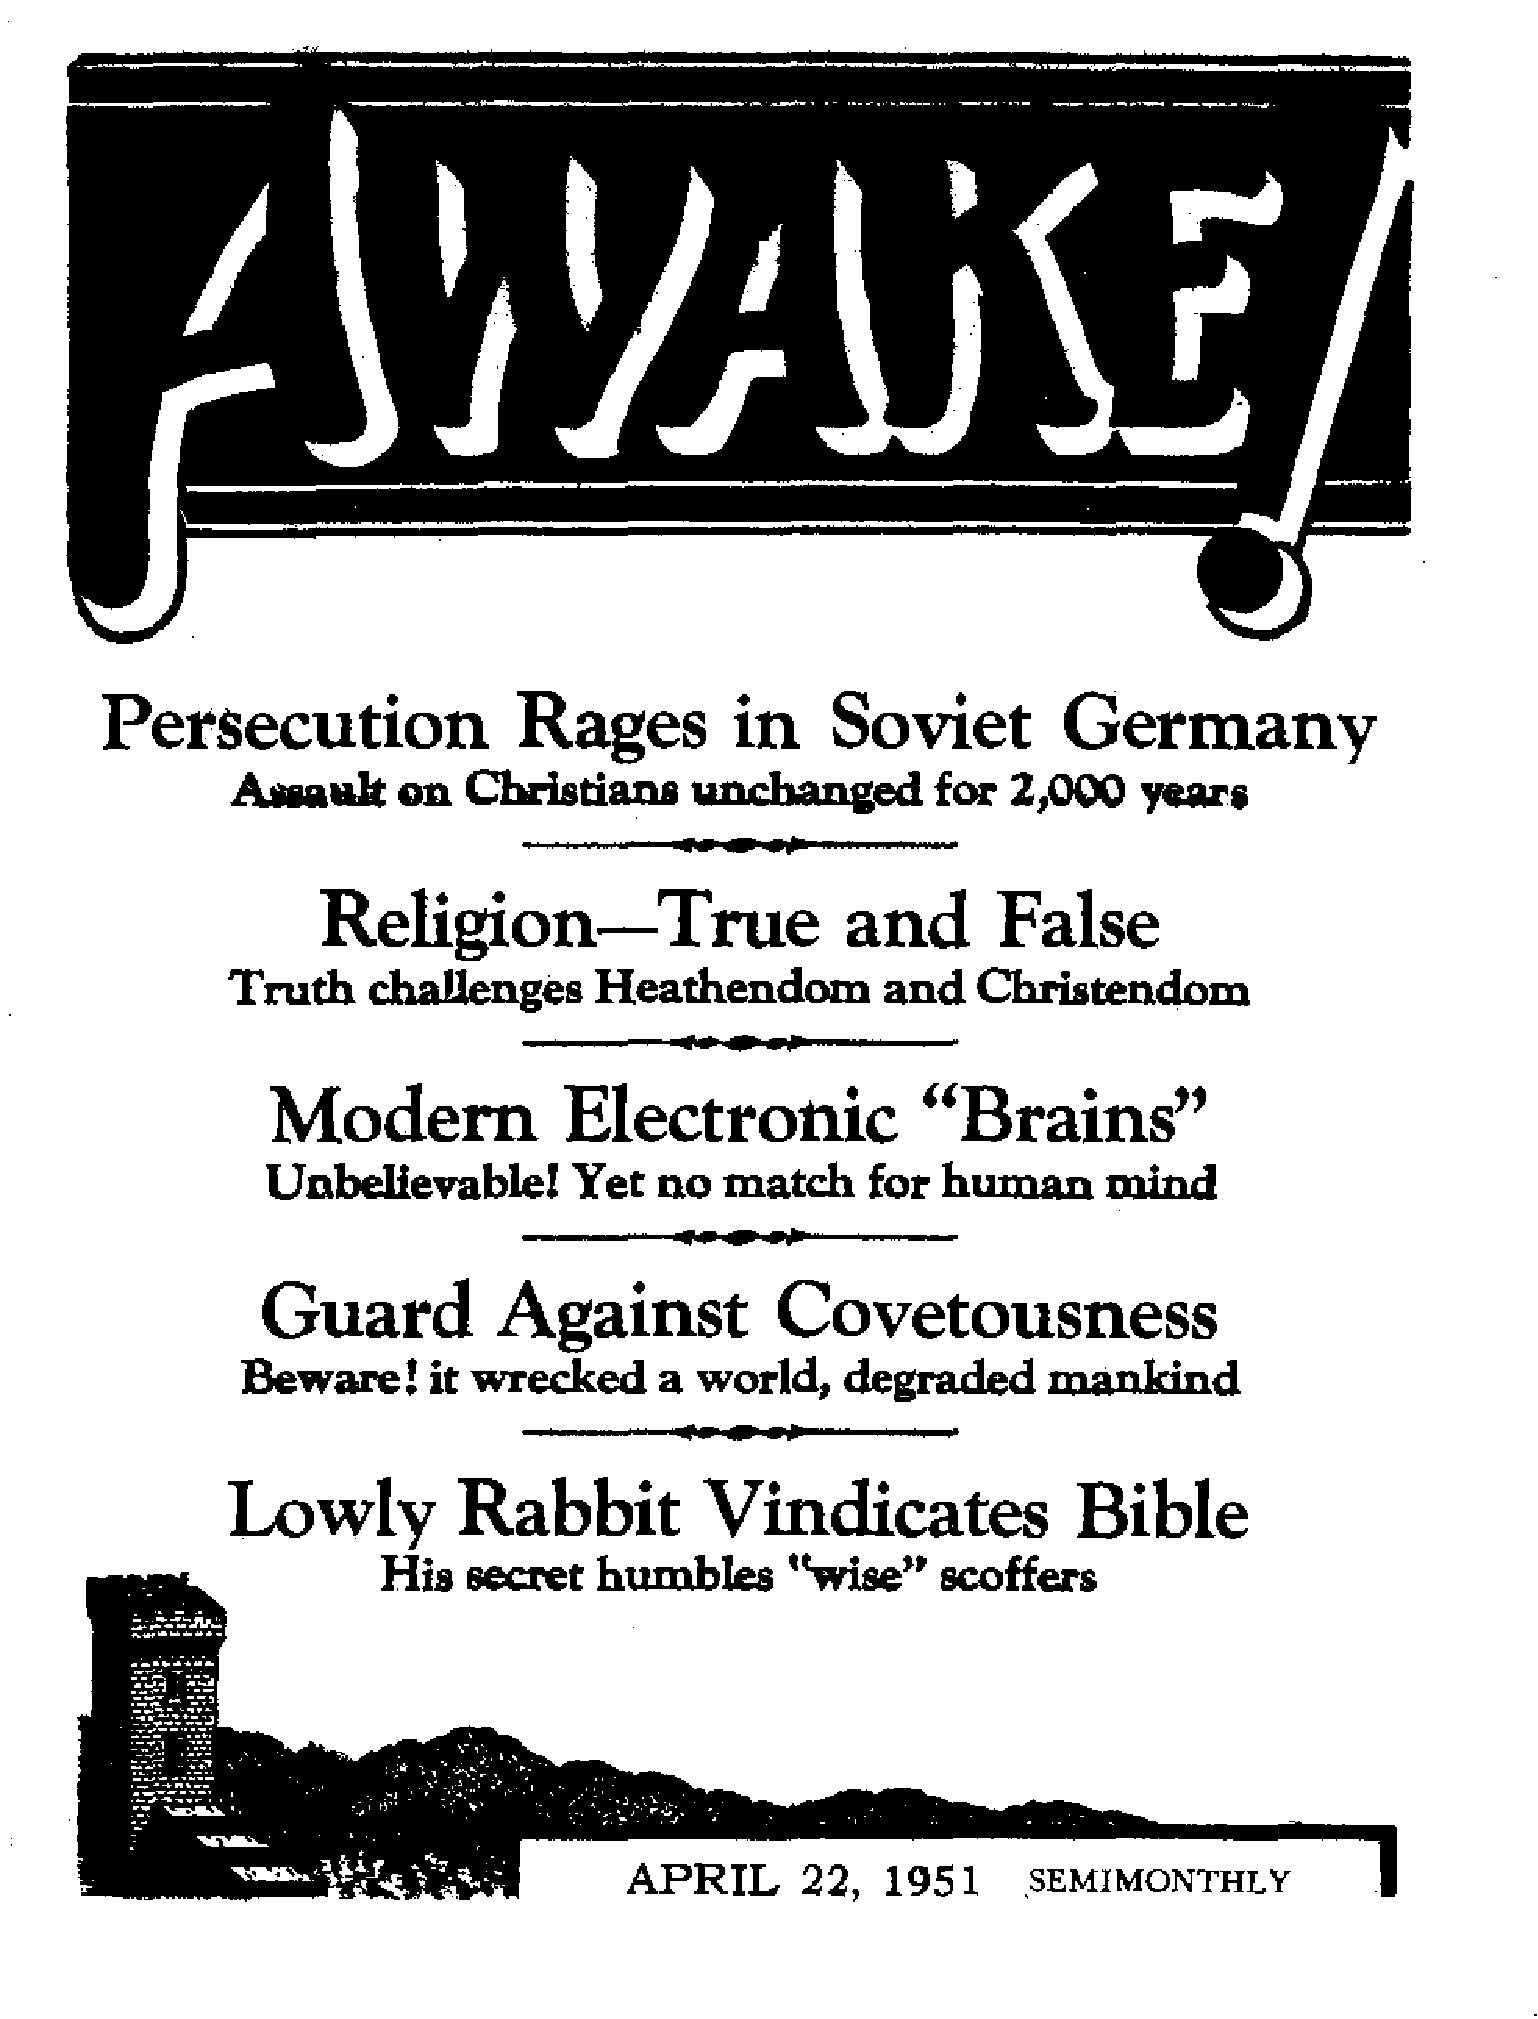 AWAKE!
Persecution Rages in Soviet Germany
Assault on Christians unchanged for 2,000 years
Religion—True and False
Truth challenges Heathendom and Christendom
Modern Electronic “Brains”
Unbelievable! Yet no match for human mind
Guard Against Covetousness
Beware! it wrecked a world, degraded mankind
Lowly Rabbit Vindicates Bible
His secret humbles “wise” scoffers
APRIL 22, 1951 SEMIMONTHLY